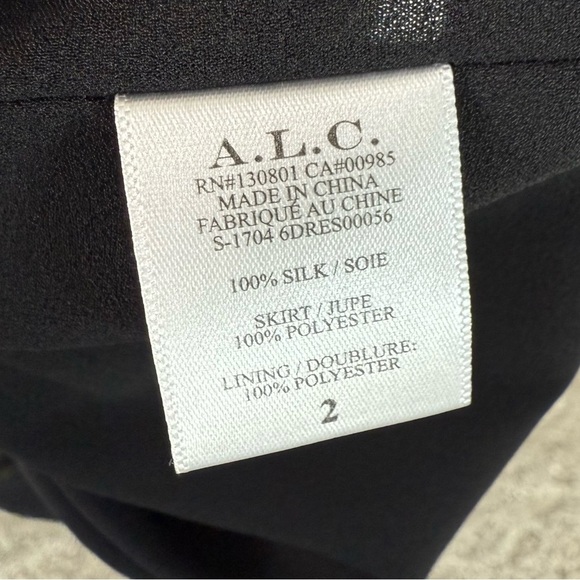 A.L.C.
RN#130801 CA#00985
MADE IN CHINA
FABRIQUÉ AU CHINE
S-1704 6DRES00056
100% SILK / SOIE
SKIRT / JUPE
100% POLYESTER
LINING / DOUBLURE:
100% POLYESTER
2